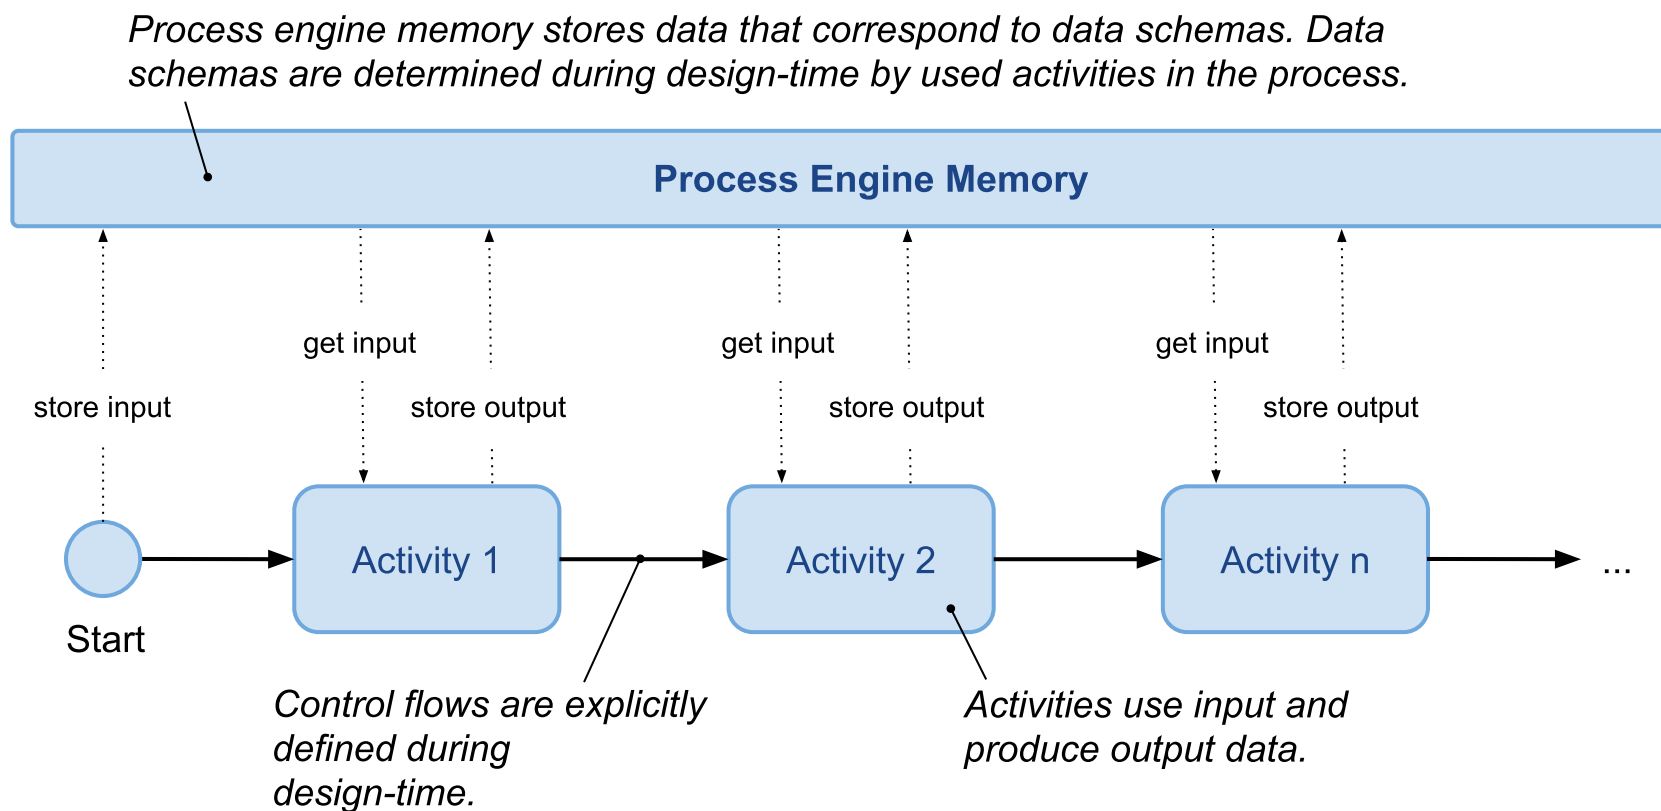 Process engine memory stores data that correspond to data schemas. Data
schemas are determined during design-time by used activities in the process.
Process Engine Memory
get input
get input
get input
store input
store output
store output
store output
Activity 1
Activity 2
Activity n
...
Start
Control flows are explicitly
defined during
design-time.
Activities use input and
produce output data.